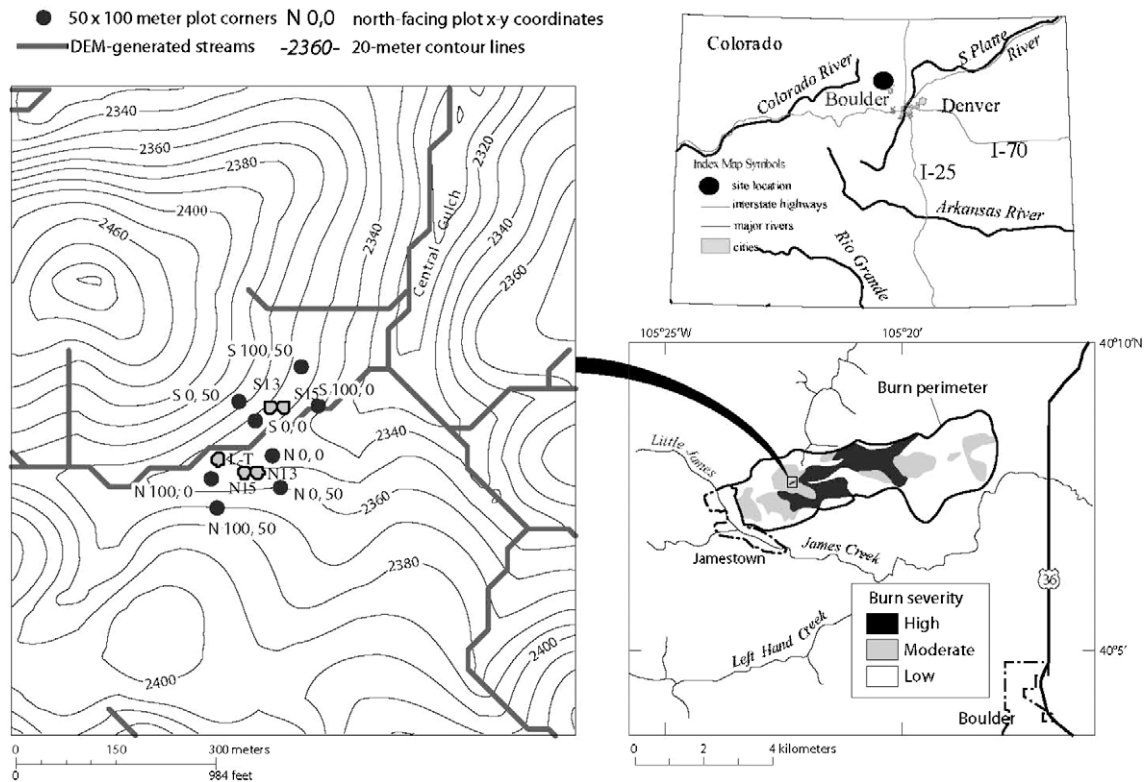 50 x 100 meter plot corners N 0,0 north-facing plot x-y coordinates
DEM-generated streams -2360- 20-meter contour lines
2340
2360
2380
2400
2460
2320
2340
2340
2360
Central Gulch
S 100, 50
S13
S 0, 50
S15
S 100, 0
S 0, 0
2340
L-T
N 0, 0
N13
N 100, 0
N15
N 0, 50
2360
N 100, 50
2380
2400
2400
0 150 300 meters
0 984 feet
Colorado
S Platte River
Colorado River
Boulder
Denver
I-70
I-25
Index Map Symbols
site location
interstate highways
major rivers
cities
Arkansas River
Rio Grande
105°25'W
105°20'
40°10'N
Burn perimeter
Little James
Jamestown
James Creek
36
Burn severity
High
Moderate
Low
Left Hand Creek
40°5'
Boulder
0 2 4 kilometers